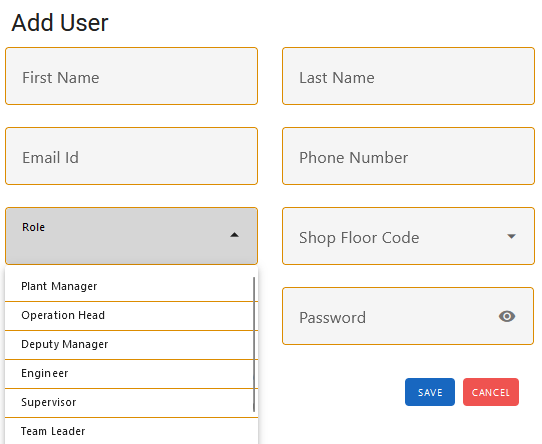 Add User
First Name
Last Name
Email Id
Phone Number
Role
Shop Floor Code
Plant Manager
Operation Head
Deputy Manager
Engineer
Supervisor
Team Leader
Password
SAVE
CANCEL